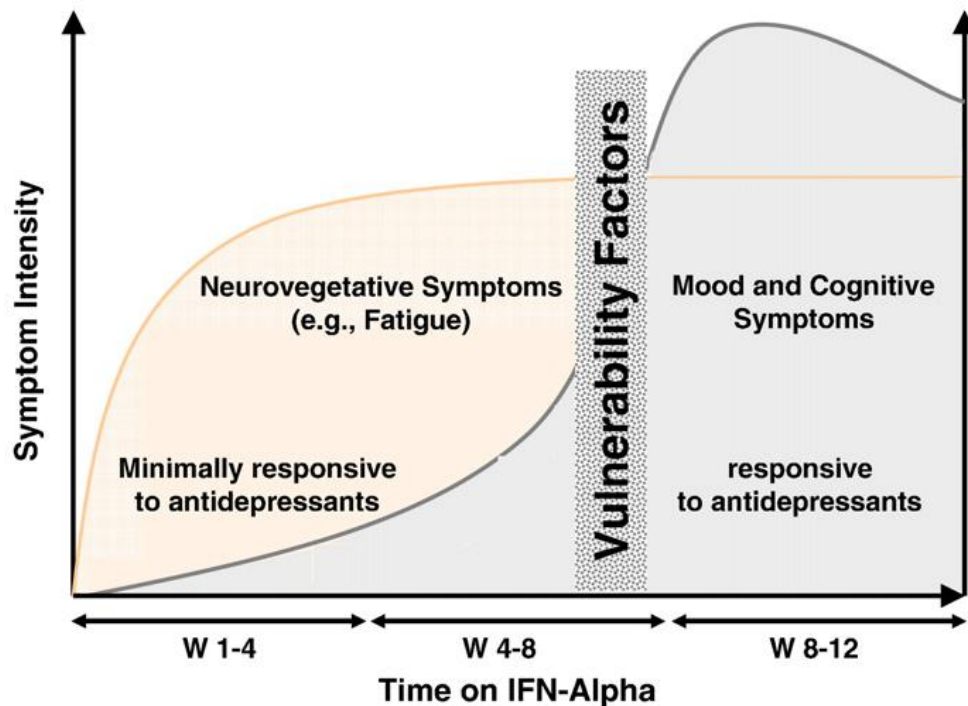 Symptom Intensity
Neurovegetative Symptoms
(e.g., Fatigue)
Minimally responsive
to antidepressants
Vulnerability Factors
Mood and Cognitive
Symptoms
responsive
to antidepressants
W 1-4
W 4-8
W 8-12
Time on IFN-Alpha